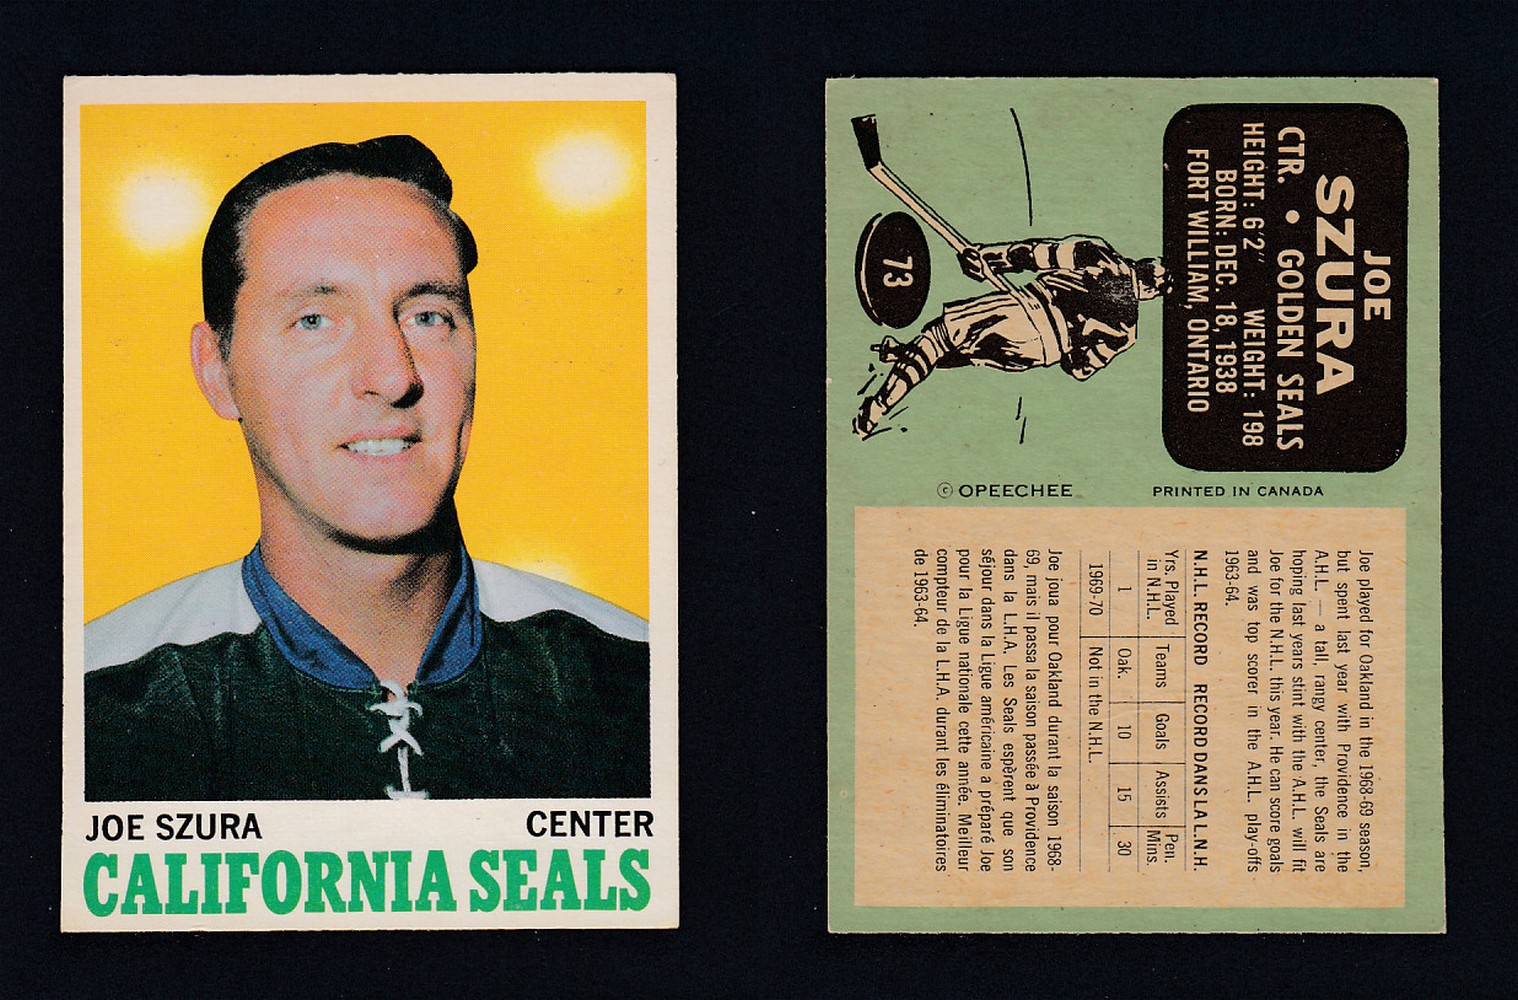 JOE SZURA CENTER
CALIFORNIA SEALS
JOE
SZURA
CTR. • GOLDEN SEALS
HEIGHT: 6'2" WEIGHT: 198
BORN: DEC. 18, 1938
FORT WILLIAM, ONTARIO
73
© OPEECHEE PRINTED IN CANADA
Joe played for Oakland in the 1968-69 season,
but spent last year with Providence in the
A.H.L. — a tall, rangy center, the Seals are
hoping last years stint with the A.H.L. will fit
Joe for the N.H.L. this year. He can score goals
and was top scorer in the A.H.L. play-offs
1963-64.
N.H.L. RECORD RECORD DANS LA L.N.H.
Yrs. Played Teams Goals Assists Pen.
in N.H.L. Mins.
1 Oak. 10 15 30
1969-70 Not in the N.H.L.
Joe joua pour Oakland durant la saison 1968-
69, mais il passa la saison passée à Providence
dans la L.H.A. Les Seals espèrent que son
séjour dans la Ligue américaine a préparé Joe
pour la Ligue nationale cette année. Meilleur
compteur de la L.H.A. durant les éliminatoires
de 1963-64.